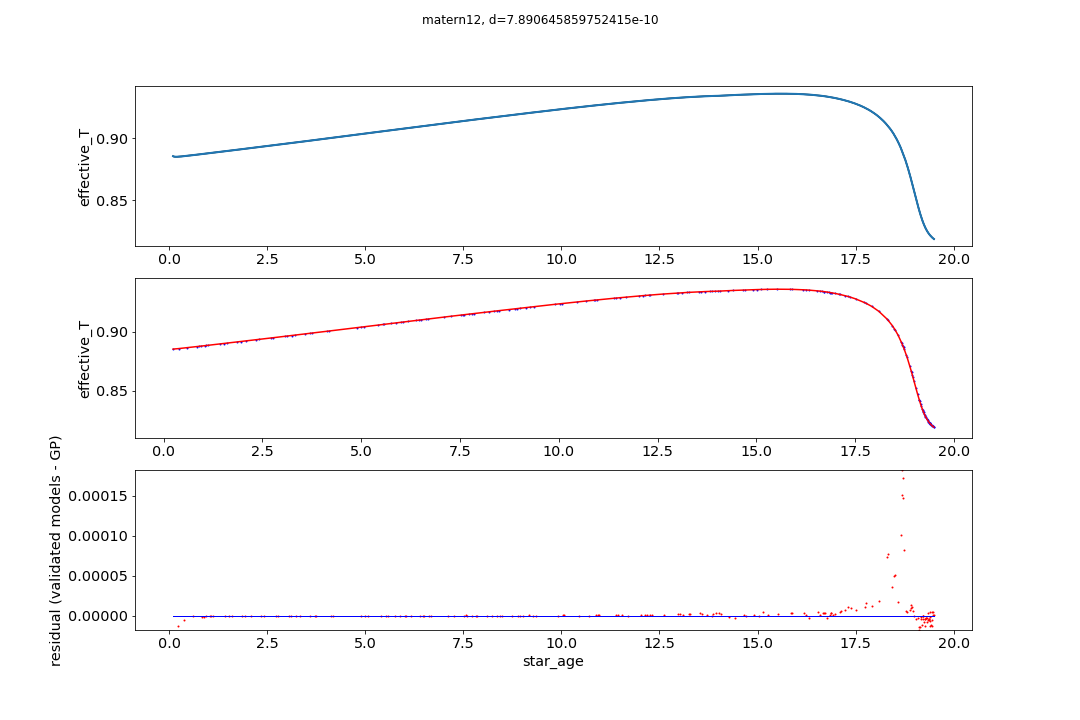 matern12, d=7.890645859752415e-10
effective_T
0.90
0.85
0.0 2.5 5.0 7.5 10.0 12.5 15.0 17.5 20.0
effective_T
0.90
0.85
0.0 2.5 5.0 7.5 10.0 12.5 15.0 17.5 20.0
residual (validated models - GP)
0.00015
0.00010
0.00005
0.00000
0.0 2.5 5.0 7.5 10.0 12.5 15.0 17.5 20.0
star_age